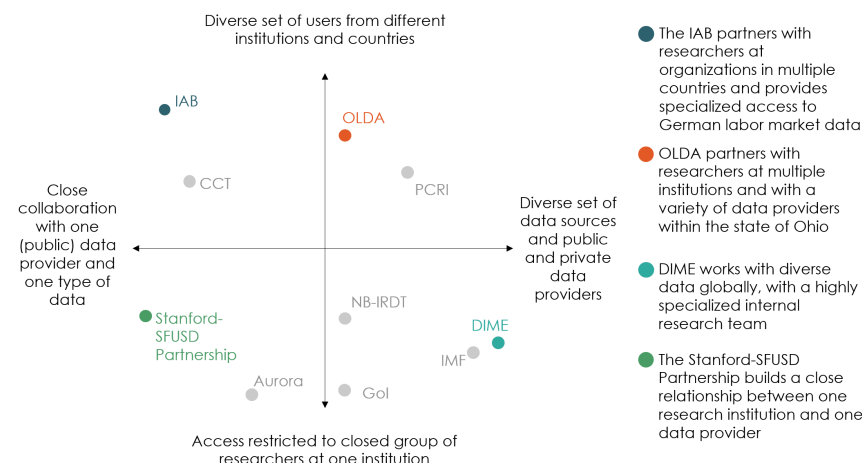 Diverse set of users from different
institutions and countries
IAB
OLDA
CCT
PCRI
Close
collaboration
with one
(public) data
provider and
one type of
data
Diverse set of
data sources
and public
and private
data
providers
NB-IRDT
Stanford-
SFUSD
Partnership
DIME
IMF
Aurora
GoI
Access restricted to closed group of
researchers at one institution
The IAB partners with
researchers at
organizations in multiple
countries and provides
specialized access to
German labor market data
OLDA partners with
researchers at multiple
institutions and with a
variety of data providers
within the state of Ohio
DIME works with diverse
data globally, with a highly
specialized internal
research team
The Stanford-SFUSD
Partnership builds a close
relationship between one
research institution and one
data provider